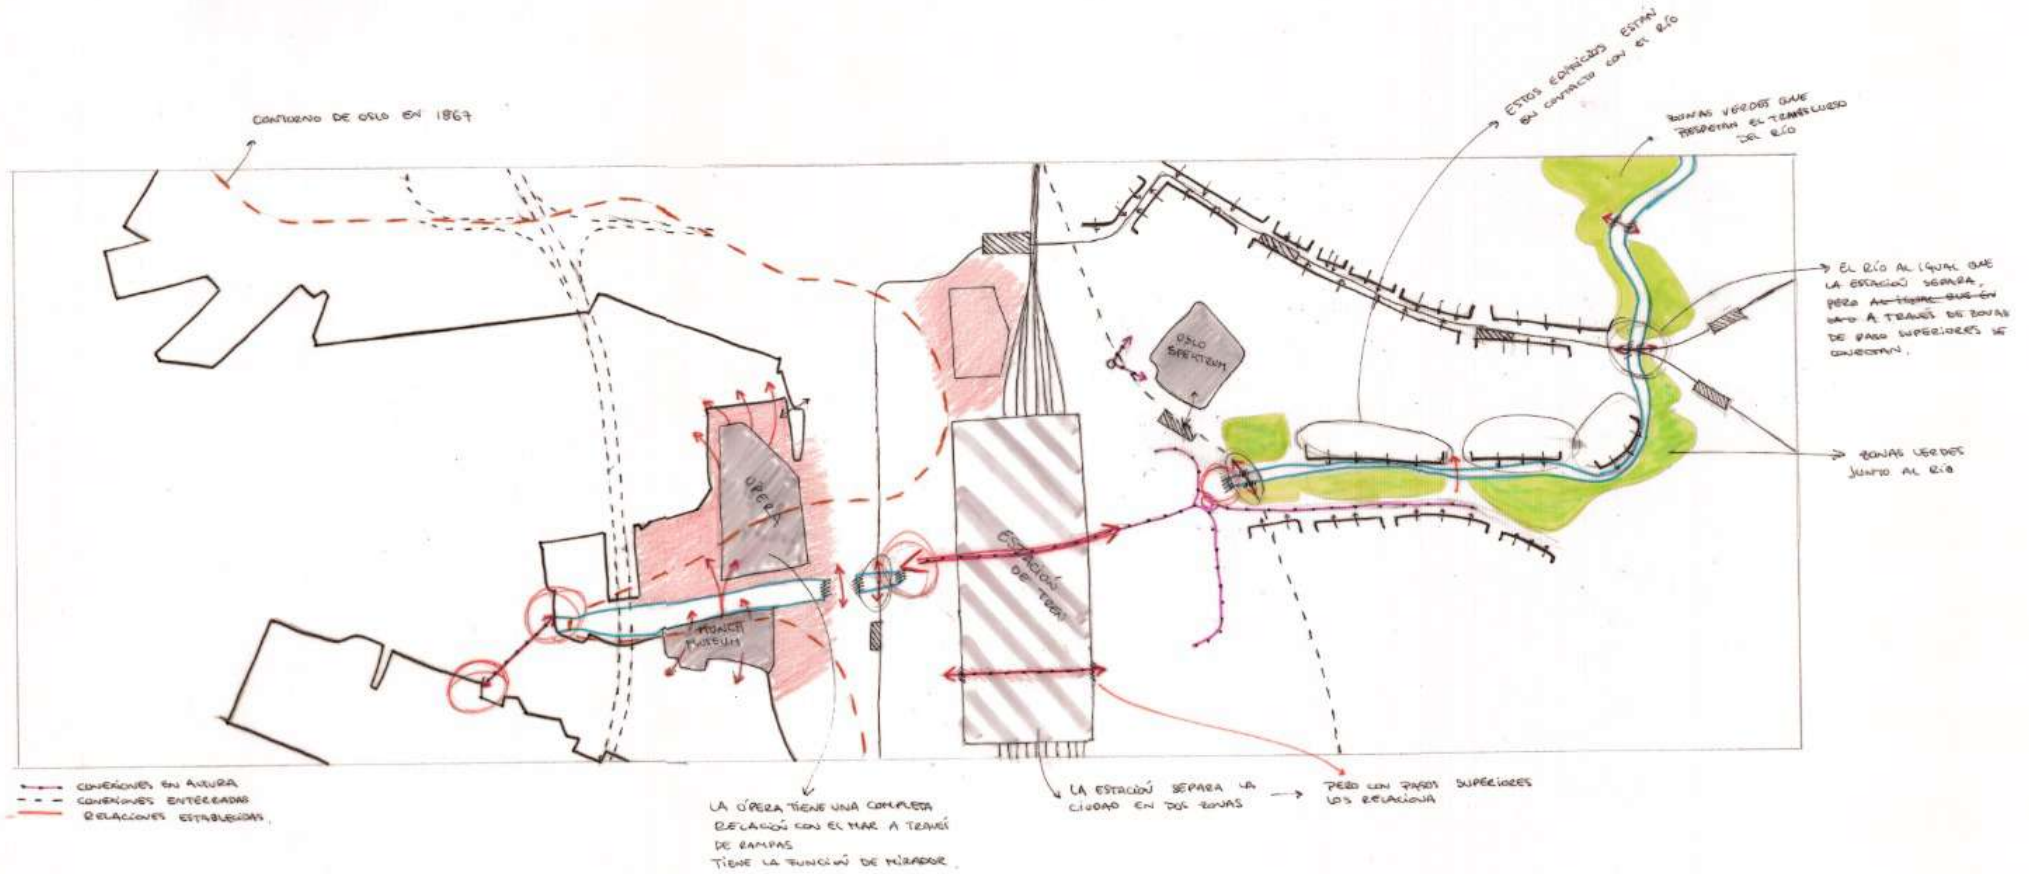 CONTORNO DE OSLO EN 1867
ESTOS EDIFICIOS ESTÁN
EN CONTACTO CON EL RÍO
ZONAS VERDES QUE
RESPETAN EL TRANSCURSO
DEL RÍO
EL RÍO AL IGUAL QUE
LA ESTACIÓN SEPARA,
PERO AL IGUAL QUE EN
A TRAVÉS DE ZONAS
DE PASO SUPERIORES SE
CONECTAN.
OSLO
SPEKTRUM
ÓPERA
ESTACIÓN
DE TREN
MUNCH
MUSEUM
ZONAS VERDES
JUNTO AL RÍO
CONEXIONES EN ALTURA
CONEXIONES ENTERRADAS
RELACIONES ESTABLECIDAS.
LA ÓPERA TIENE UNA COMPLETA
RELACIÓN CON EL MAR A TRAVÉS
DE RAMPAS
TIENE LA FUNCIÓN DE MIRADOR.
LA ESTACIÓN SEPARA LA
CIUDAD EN DOS ZONAS
PERO CON PASOS SUPERIORES
LOS RELACIONA